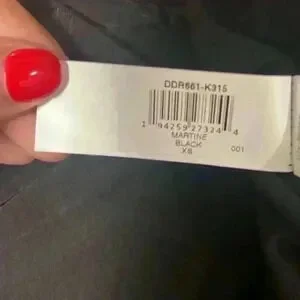 DDR661-K315
1 94259 27324 4
MARTINE
BLACK
XS
001